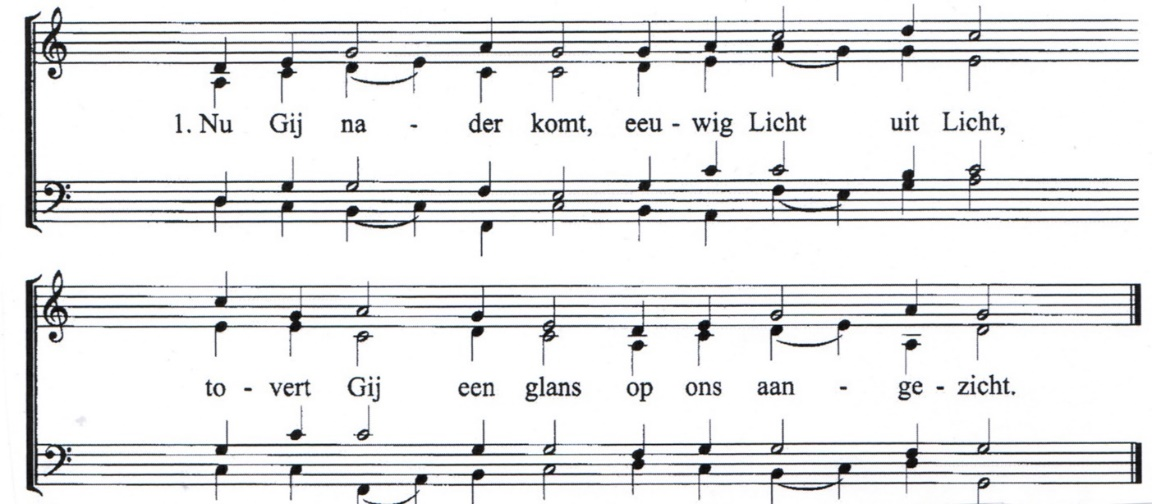 1. Nu Gij na - der komt, eeu - wig Licht uit Licht,
to - vert Gij een glans op ons aan - ge - zicht.